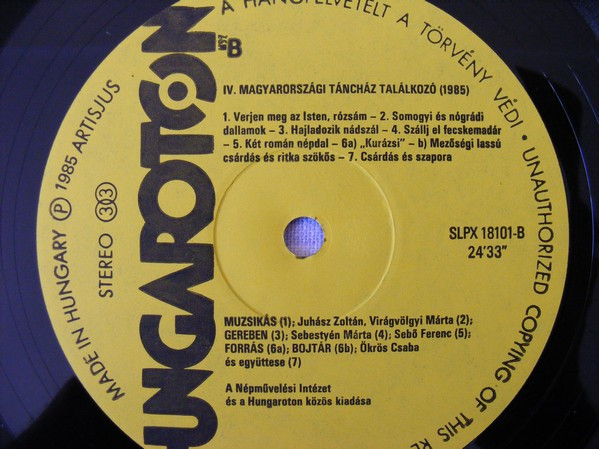 A HANGFELVÉTELT A TÖRVÉNY VÉDI • UNAUTHORIZED COPYING OF THIS
MADE IN HUNGARY Ⓟ 1985 ARTISJUS
STEREO 33
HUNGAROTON
MSZ B
IV. MAGYARORSZÁGI TÁNCHÁZ TALÁLKOZÓ (1985)
1. Verjen meg az Isten, rózsám – 2. Somogyi és nógrádi
dallamok – 3. Hajladozik nádszál – 4. Szállj el fecskemadár
– 5. Két román népdal – 6a) „Kurázsi” – b) Mezőségi lassú
csárdás és ritka szökős – 7. Csárdás és szapora
SLPX 18101-B
24'33"
MUZSIKÁS (1); Juhász Zoltán, Virágvölgyi Márta (2);
GEREBEN (3); Sebestyén Márta (4); Sebő Ferenc (5);
FORRÁS (6a); BOJTÁR (6b); Ökrös Csaba
és együttese (7)
A Népművelési Intézet
és a Hungaroton közös kiadása